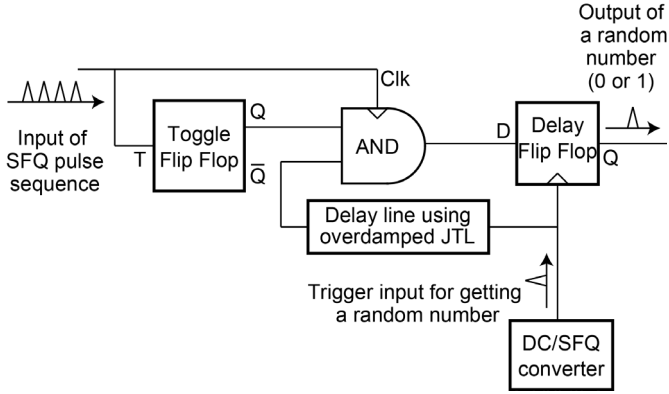 Output of
a random
number
(0 or 1)
Clk
Input of
SFQ pulse
sequence
T
Toggle
Flip Flop
Q
Q̅
AND
D
Delay
Flip Flop
Q
Delay line using
overdamped JTL
Trigger input for getting
a random number
DC/SFQ
converter